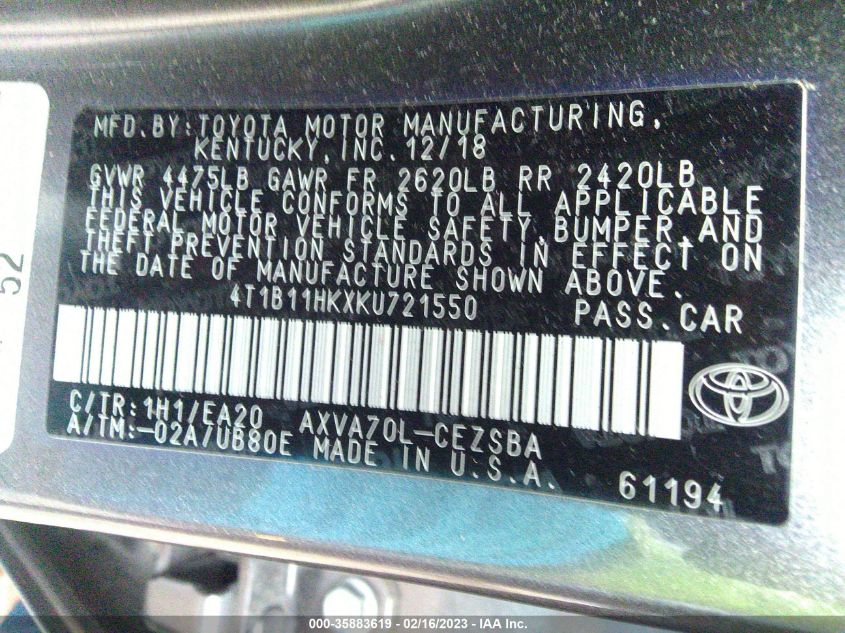 MFD.BY:TOYOTA MOTOR MANUFACTURING,
KENTUCKY,INC.12/18
GVWR 4475LB GAWR FR 2620LB RR 2420LB
THIS VEHICLE CONFORMS TO ALL APPLICABLE
FEDERAL MOTOR VEHICLE SAFETY,BUMPER,AND
THEFT PREVENTION STANDARDS IN EFFECT ON
THE DATE OF MANUFACTURE SHOWN ABOVE.
4T1B11HKXKU721550 PASS.CAR
C/TR:1H1/EA20 AXVA70L-CEZSBA
A/TM:-02A/UB80E MADE IN U.S.A.
61194
52
000-35883619 - 02/16/2023 - IAA Inc.